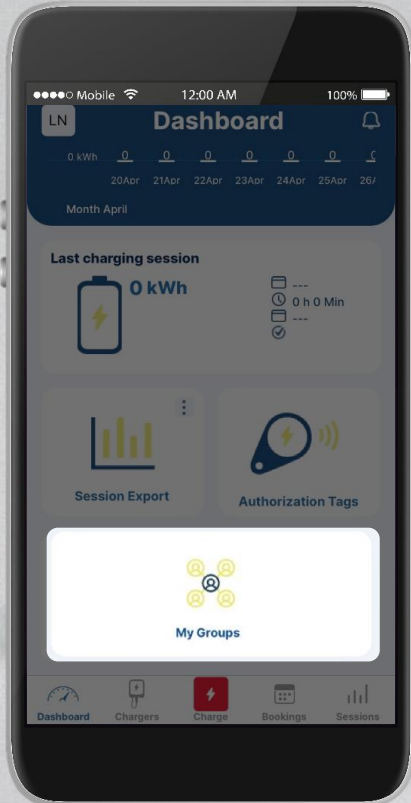 Mobile 12:00 AM 100%
LN Dashboard
0 kWh 0 0 0 0 0 0
20Apr 21Apr 22Apr 23Apr 24Apr 25Apr 26A
Month April
Last charging session
0 kWh
---
0 h 0 Min
---
Session Export
Authorization Tags
My Groups
Dashboard Chargers Charge Bookings Sessions